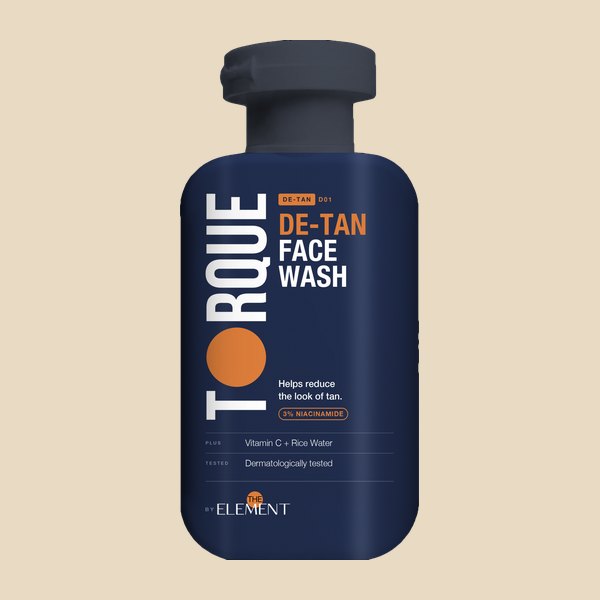 TORQUE
DE-TAN D01
DE-TAN
FACE
WASH
Helps reduce
the look of tan.
3% NIACINAMIDE
PLUS Vitamin C + Rice Water
TESTED Dermatologically tested
BY THE ELEMENT